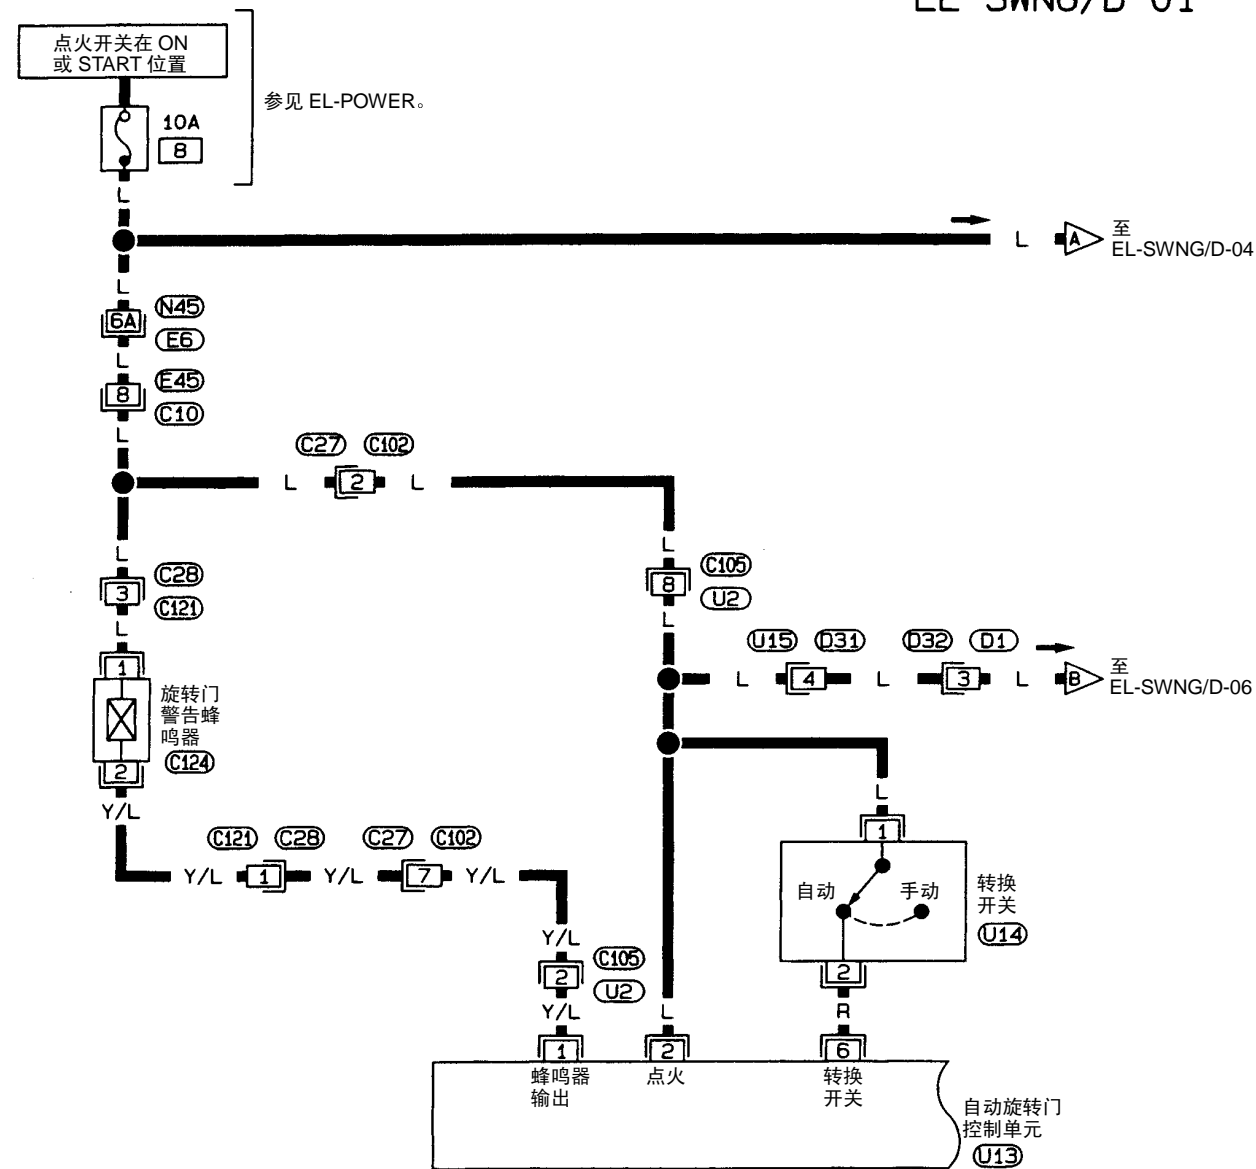 EL-SWNG/D-01
点火开关在 ON
或 START 位置
参见 EL-POWER。
10A
8
L
L
A
至
EL-SWNG/D-04
L
6A
N45
E6
L
8
E45
C10
L
C27 C102
L 2 L
L
3
C28
C121
L
L
8
C105
U2
L
U15 D31 D32 D1
L 4 L 3 L
B
至
EL-SWNG/D-06
1
旋转门
警告蜂
鸣器
C124
2
Y/L
L
1
自动 手动
转换
开关
U14
2
R
C121 C28 C27 C102
Y/L 1 Y/L 7 Y/L
Y/L
2
C105
U2
Y/L
L
1 2 6
蜂鸣器
输出
点火
转换
开关
自动旋转门
控制单元
U13